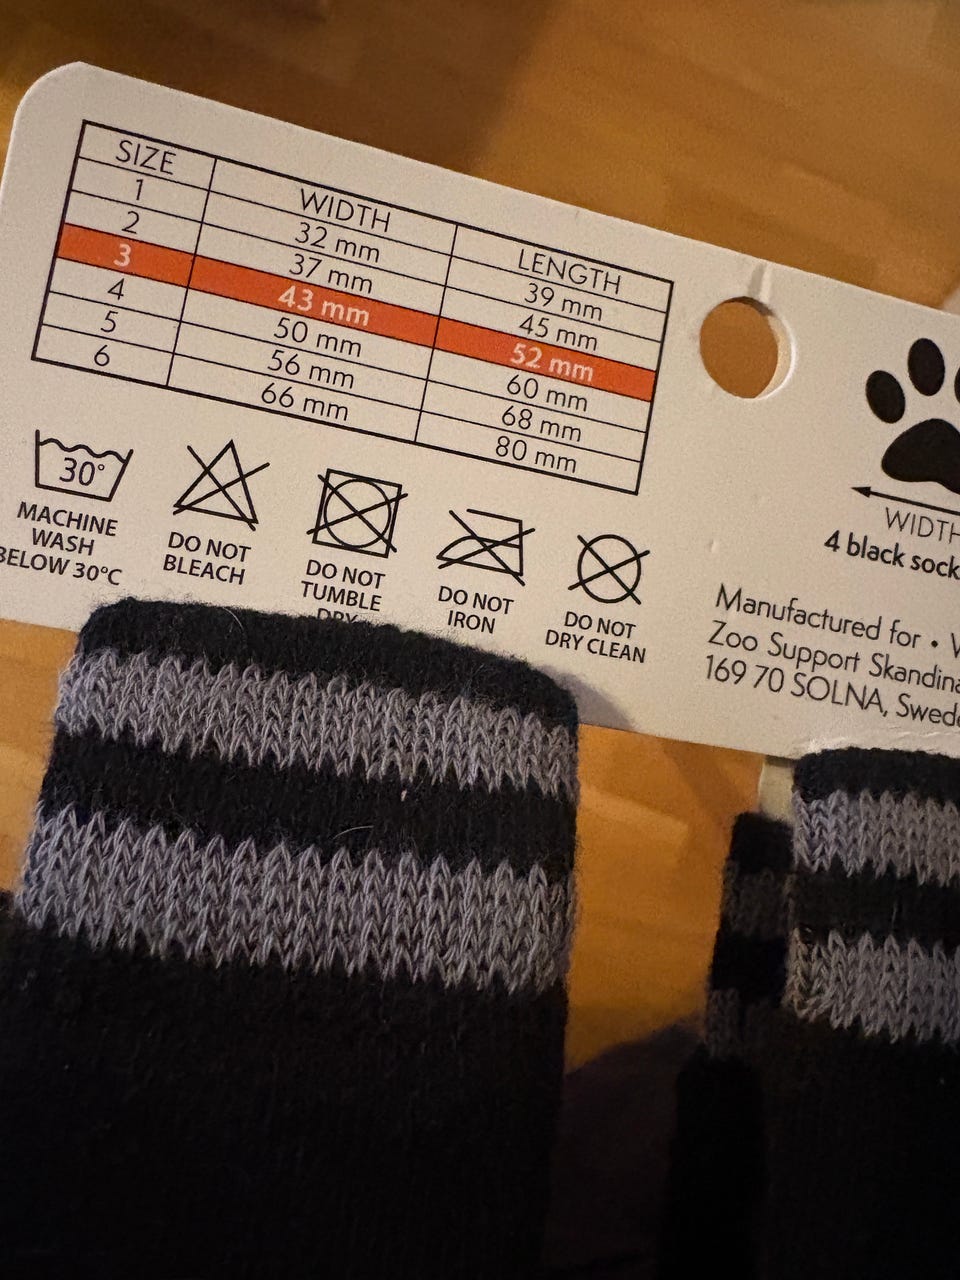 SIZE WIDTH LENGTH
1 32 mm 39 mm
2 37 mm 45 mm
3 43 mm 52 mm
4 50 mm 60 mm
5 56 mm 68 mm
6 66 mm 80 mm
30°
MACHINE
WASH
BELOW 30°C
DO NOT
BLEACH
DO NOT
TUMBLE
DRY
DO NOT
IRON
DO NOT
DRY CLEAN
WIDTH
4 black sock
Manufactured for •
Zoo Support Skandina
169 70 SOLNA, Swede